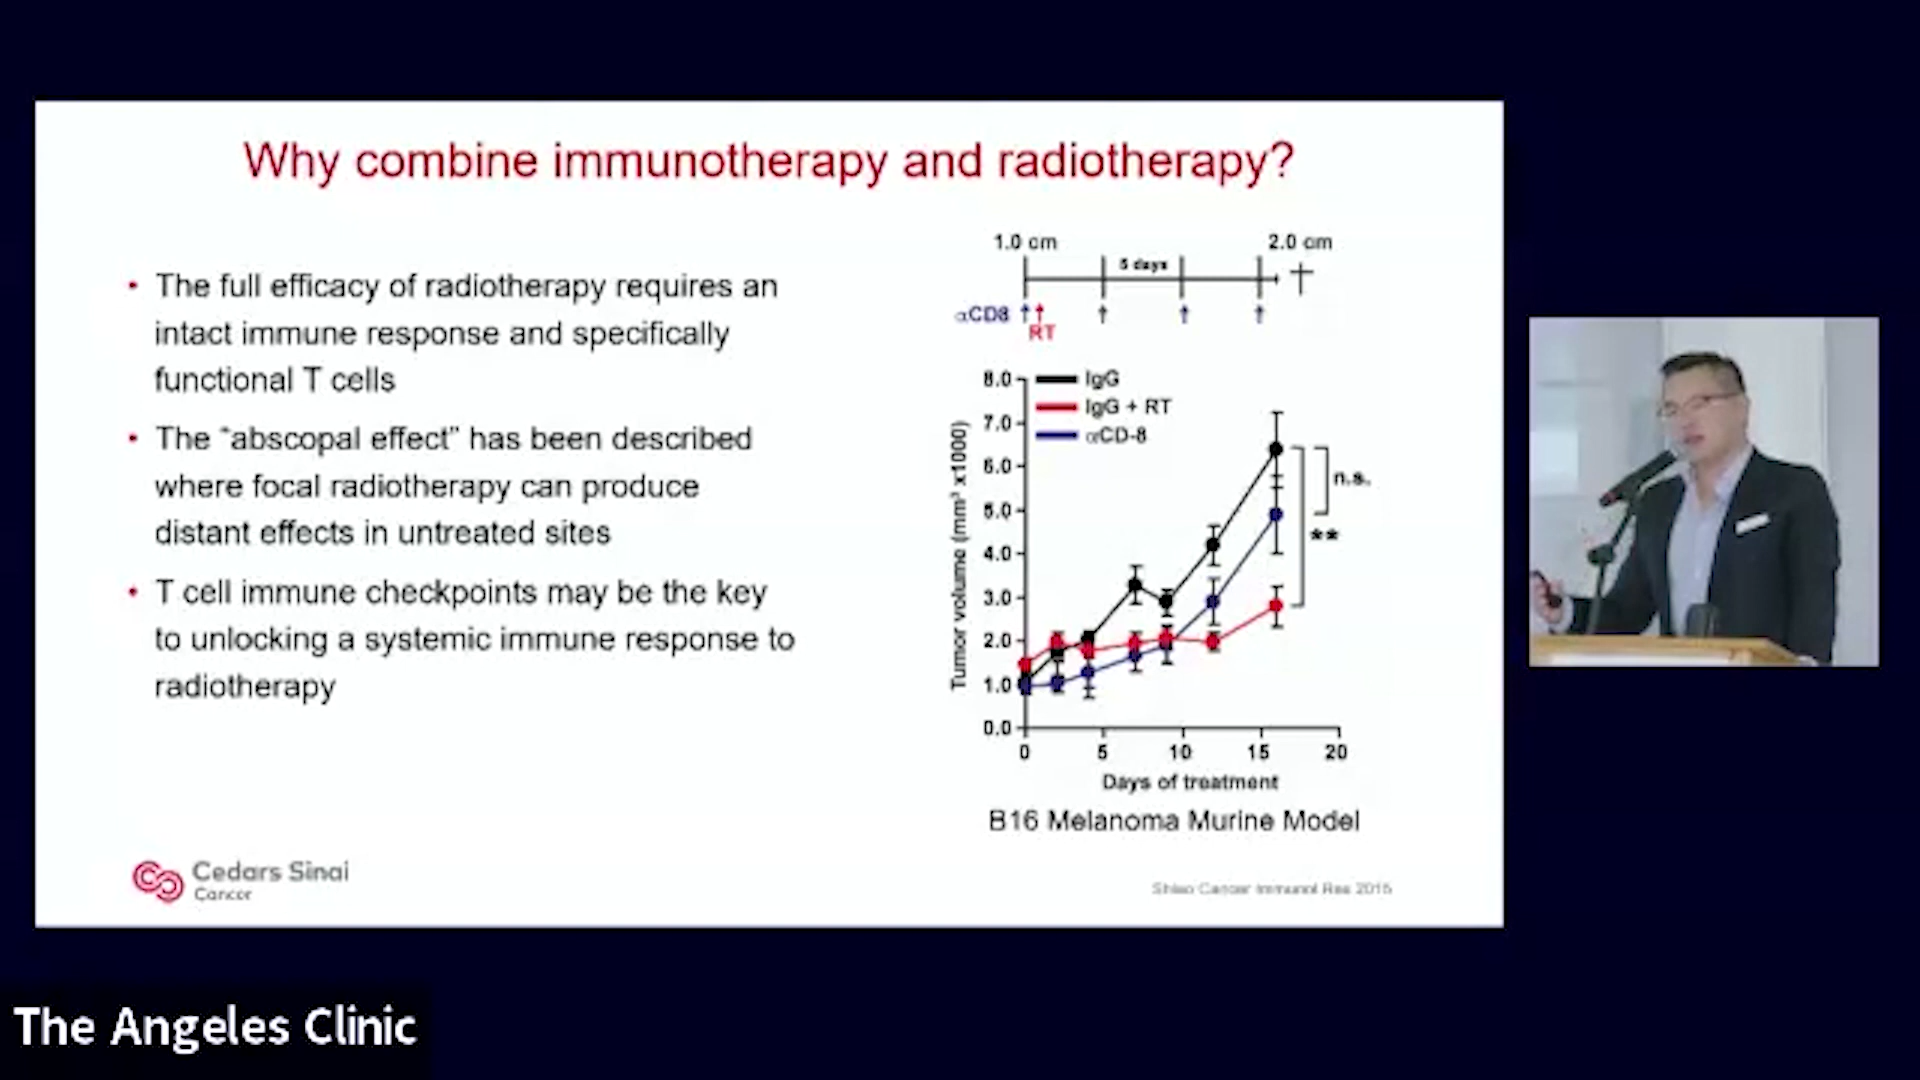 Why combine immunotherapy and radiotherapy?
• The full efficacy of radiotherapy requires an
intact immune response and specifically
functional T cells
• The “abscopal effect” has been described
where focal radiotherapy can produce
distant effects in untreated sites
• T cell immune checkpoints may be the key
to unlocking a systemic immune response to
radiotherapy
1.0 cm 2.0 cm
5 days
αCD8
RT
IgG
IgG + RT
αCD-8
8.0
7.0
6.0
5.0
4.0
3.0
2.0
1.0
0.0
Tumor volume (mm³ x1000)
n.s.
**
0 5 10 15 20
Days of treatment
B16 Melanoma Murine Model
Cedars Sinai
Cancer
Shiao Cancer Immunol Res 2015
The Angeles Clinic